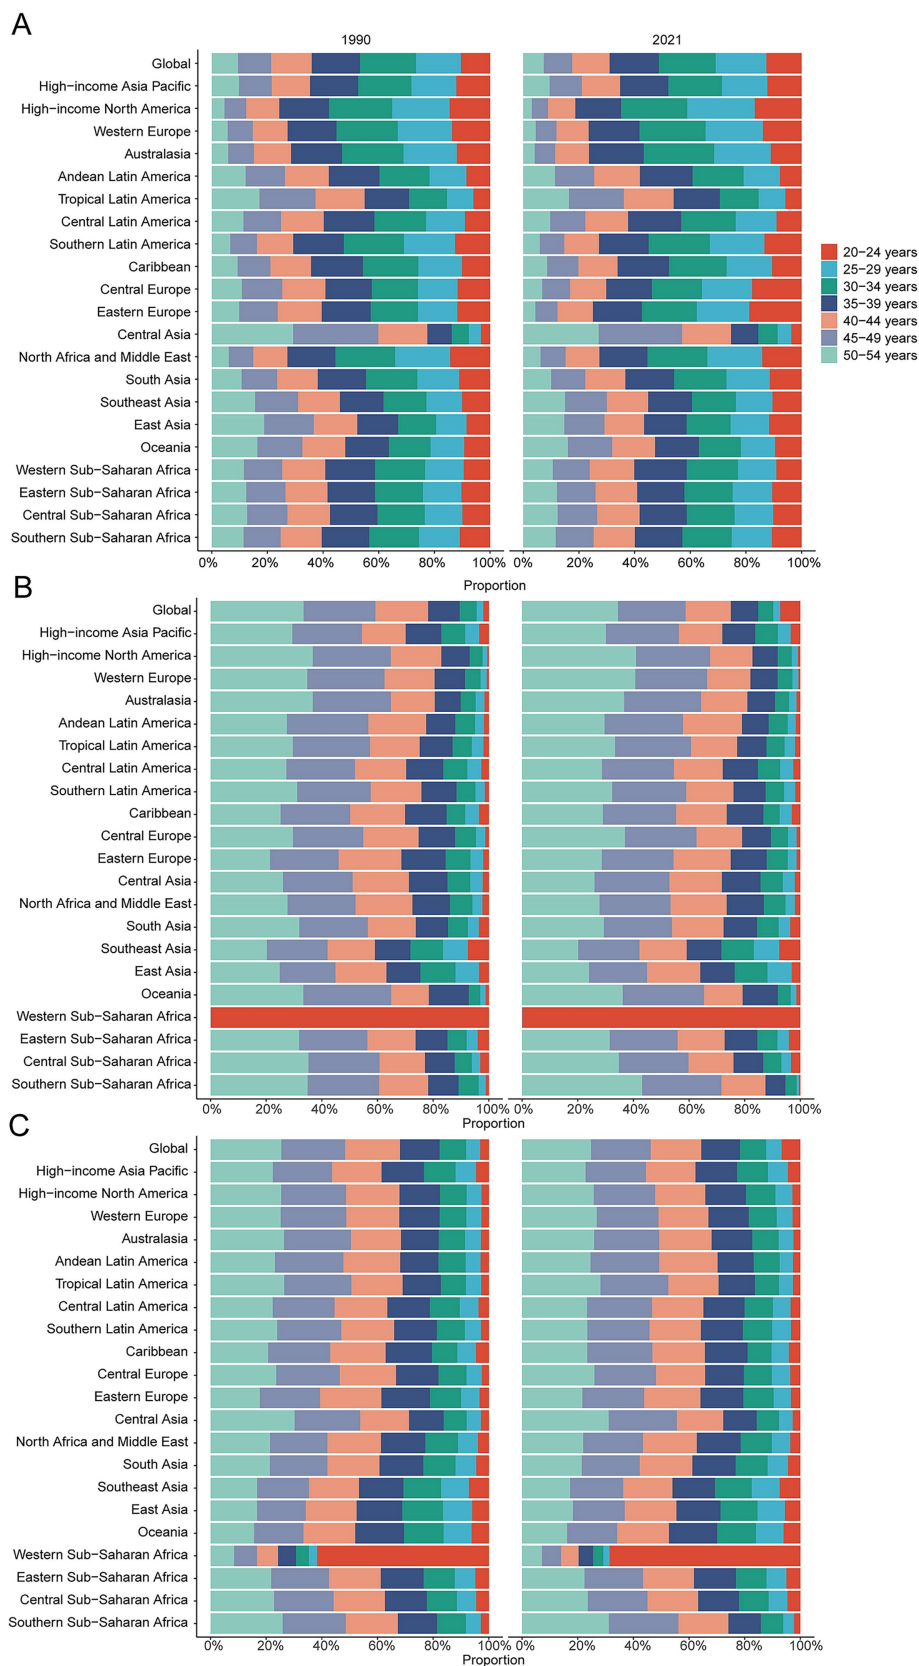 A
1990
2021
Global
High−income Asia Pacific
High−income North America
Western Europe
Australasia
Andean Latin America
Tropical Latin America
Central Latin America
Southern Latin America
Caribbean
Central Europe
Eastern Europe
Central Asia
North Africa and Middle East
South Asia
Southeast Asia
East Asia
Oceania
Western Sub−Saharan Africa
Eastern Sub−Saharan Africa
Central Sub−Saharan Africa
Southern Sub−Saharan Africa
20−24 years
25−29 years
30−34 years
35−39 years
40−44 years
45−49 years
50−54 years
0% 20% 40% 60% 80% 100% 0% 20% 40% 60% 80% 100%
Proportion
B
Global
High−income Asia Pacific
High−income North America
Western Europe
Australasia
Andean Latin America
Tropical Latin America
Central Latin America
Southern Latin America
Caribbean
Central Europe
Eastern Europe
Central Asia
North Africa and Middle East
South Asia
Southeast Asia
East Asia
Oceania
Western Sub−Saharan Africa
Eastern Sub−Saharan Africa
Central Sub−Saharan Africa
Southern Sub−Saharan Africa
0% 20% 40% 60% 80% 100% 0% 20% 40% 60% 80% 100%
Proportion
C
Global
High−income Asia Pacific
High−income North America
Western Europe
Australasia
Andean Latin America
Tropical Latin America
Central Latin America
Southern Latin America
Caribbean
Central Europe
Eastern Europe
Central Asia
North Africa and Middle East
South Asia
Southeast Asia
East Asia
Oceania
Western Sub−Saharan Africa
Eastern Sub−Saharan Africa
Central Sub−Saharan Africa
Southern Sub−Saharan Africa
0% 20% 40% 60% 80% 100% 0% 20% 40% 60% 80% 100%
Proportion